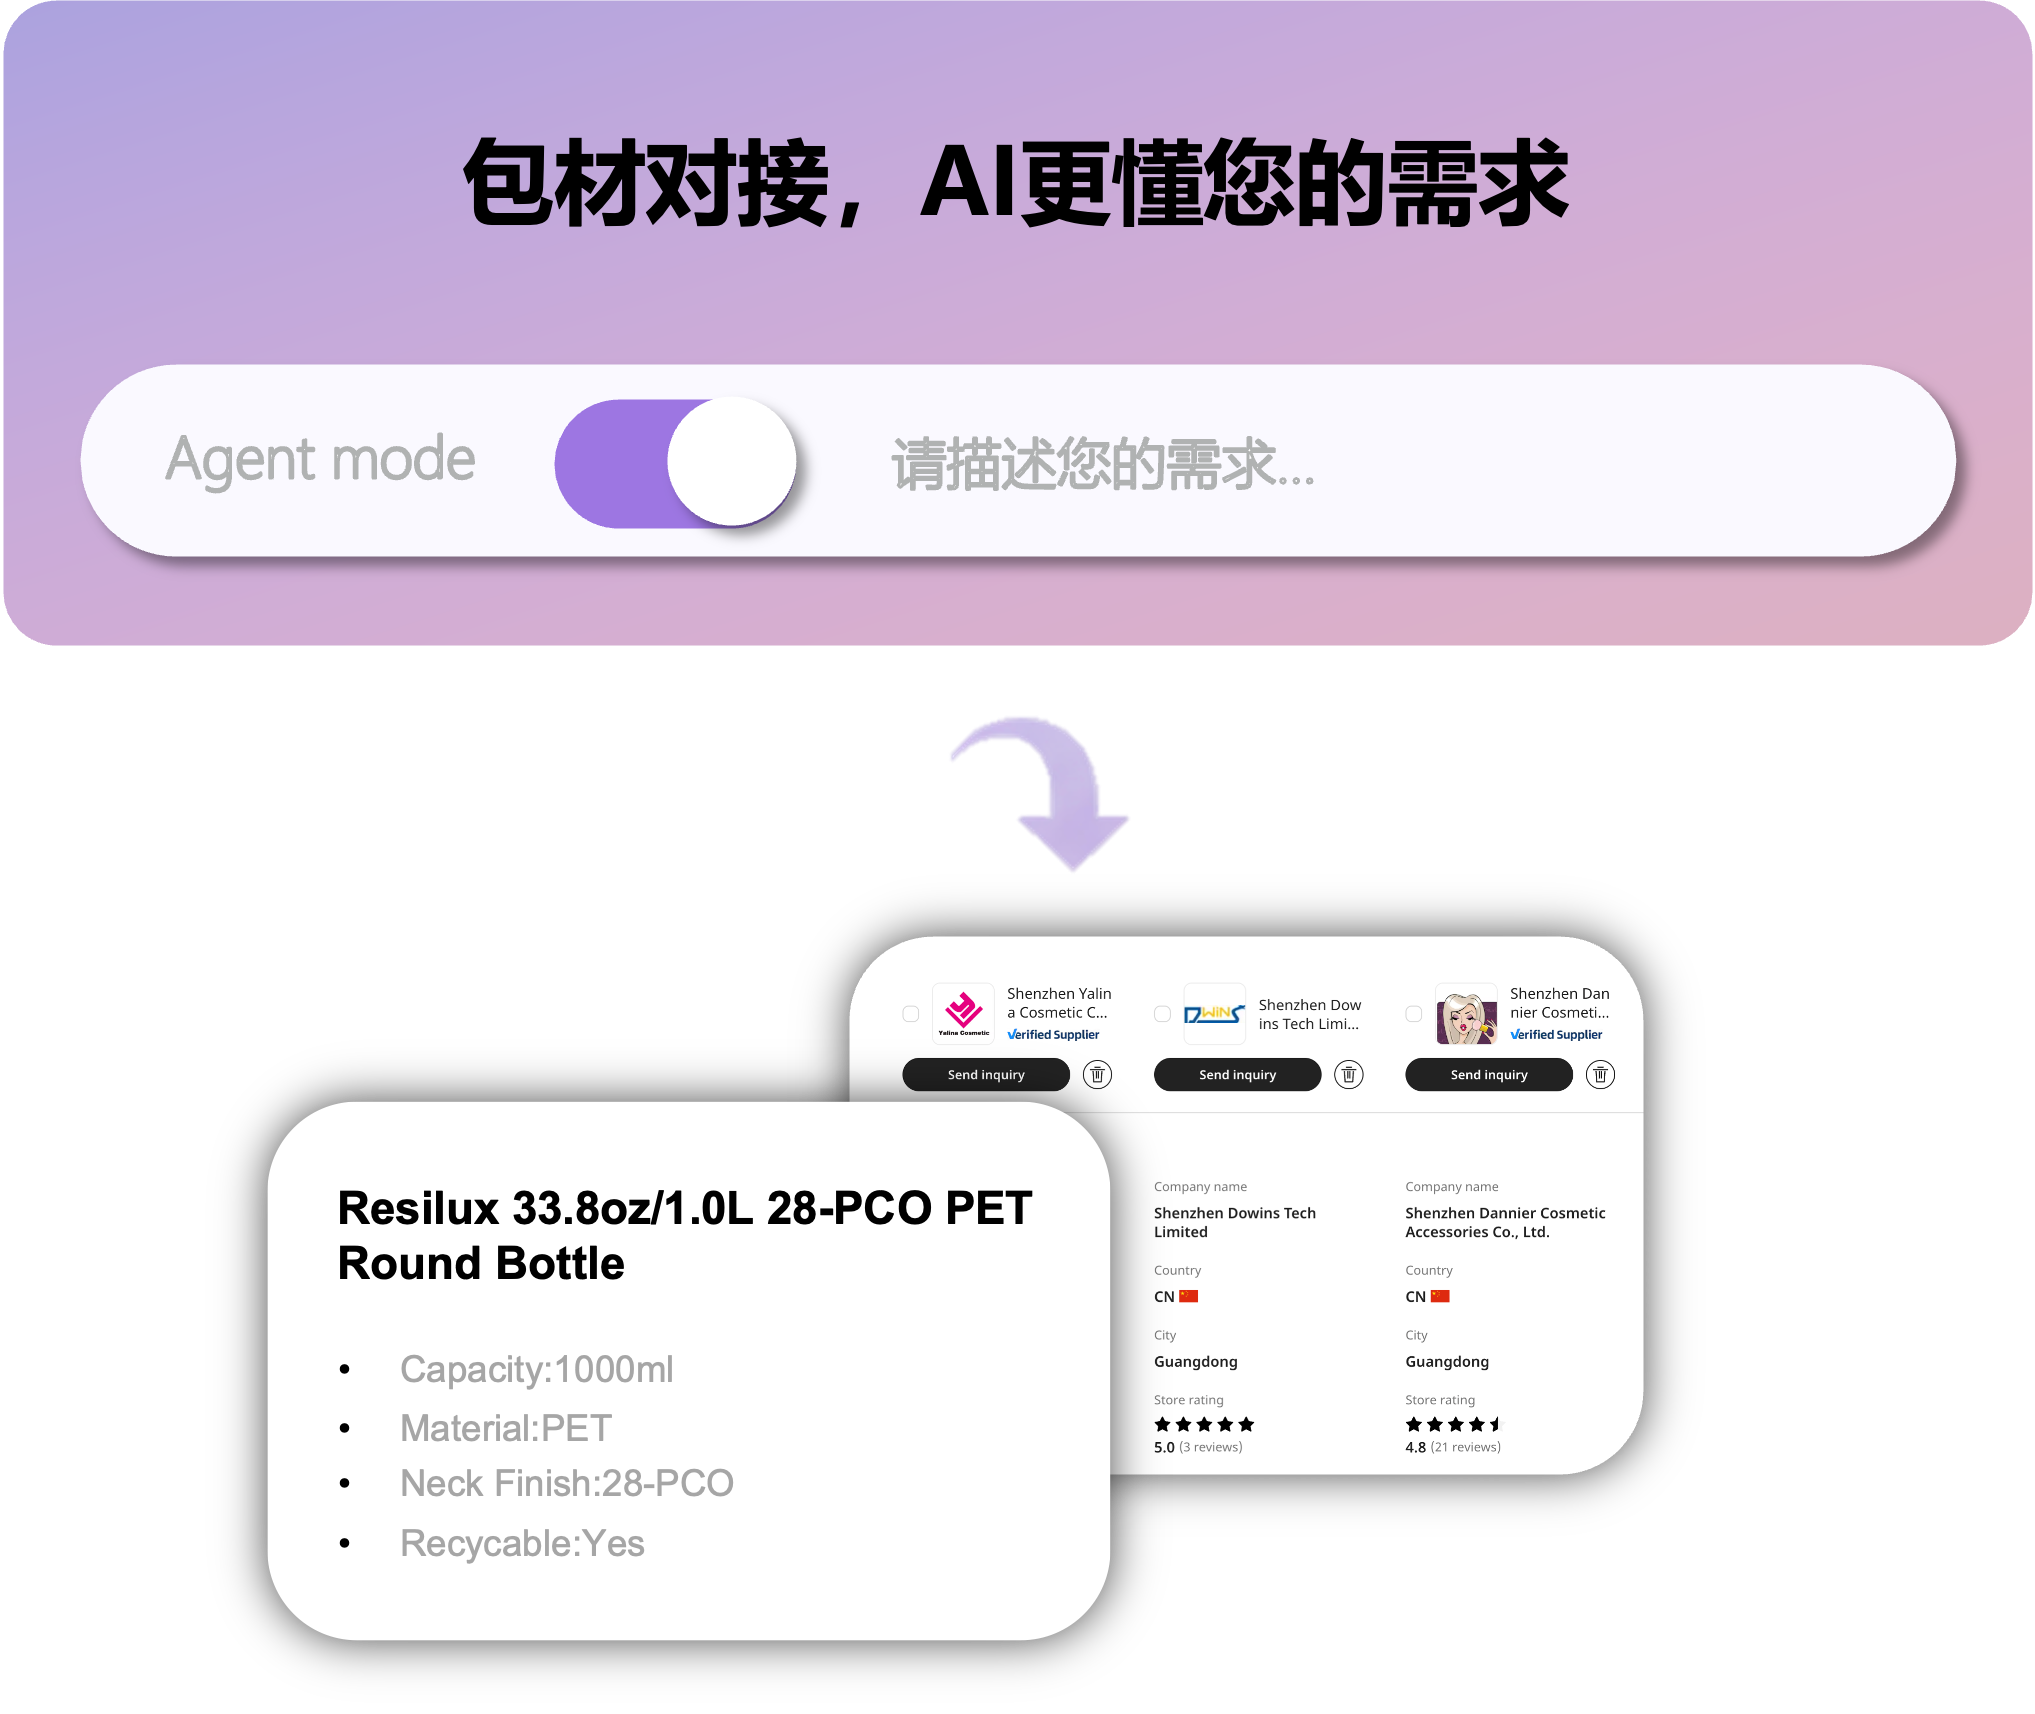 包材对接，AI更懂您的需求
Agent mode
请描述您的需求...
Shenzhen Yalin
a Cosmetic C...
Verified Supplier
Yalina Cosmetic
Send inquiry
DWINS
Shenzhen Dow
ins Tech Limi...
Send inquiry
Shenzhen Dan
nier Cosmeti...
Verified Supplier
Send inquiry
Company name
Shenzhen Dowins Tech
Limited
Country
CN
City
Guangdong
Store rating
5.0 (3 reviews)
Company name
Shenzhen Dannier Cosmetic
Accessories Co., Ltd.
Country
CN
City
Guangdong
Store rating
4.8 (21 reviews)
Resilux 33.8oz/1.0L 28-PCO PET
Round Bottle
• Capacity:1000ml
• Material:PET
• Neck Finish:28-PCO
• Recycable:Yes